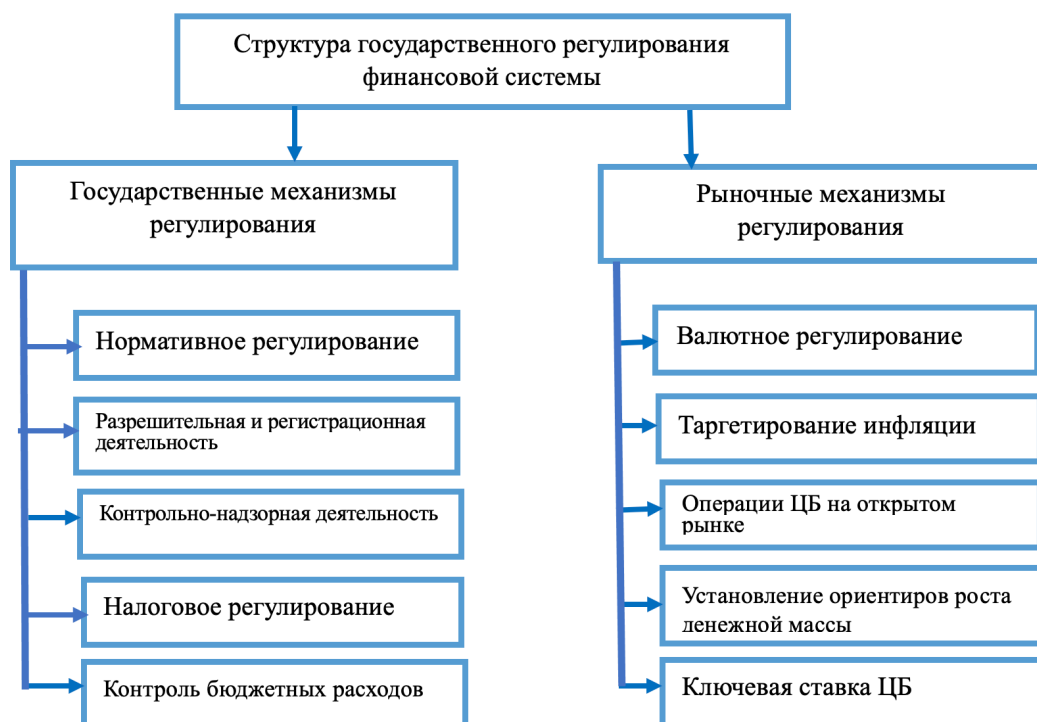 Структура государственного регулирования
финансовой системы
Государственные механизмы
регулирования
Нормативное регулирование
Разрешительная и регистрационная
деятельность
Контрольно-надзорная деятельность
Налоговое регулирование
Контроль бюджетных расходов
Рыночные механизмы
регулирования
Валютное регулирование
Таргетирование инфляции
Операции ЦБ на открытом
рынке
Установление ориентиров роста
денежной массы
Ключевая ставка ЦБ